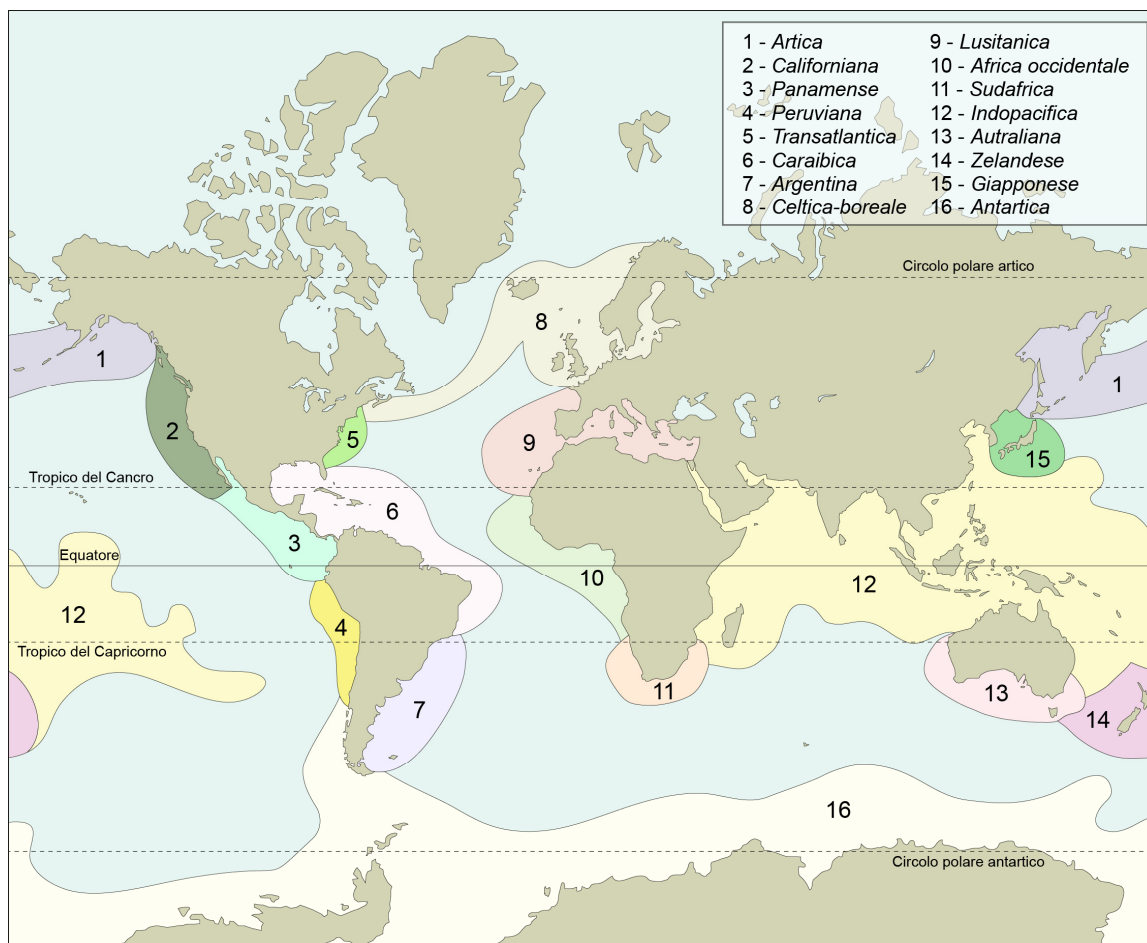 1 - Artica
2 - Californiana
3 - Panamense
4 - Peruviana
5 - Transatlantica
6 - Caraibica
7 - Argentina
8 - Celtica-boreale
9 - Lusitanica
10 - Africa occidentale
11 - Sudafrica
12 - Indopacifica
13 - Autraliana
14 - Zelandese
15 - Giapponese
16 - Antartica
Circolo polare artico
8
1
1
2
5
9
15
Tropico del Cancro
6
3
Equatore
10
12
12
4
Tropico del Capricorno
11
13
7
14
16
Circolo polare antartico